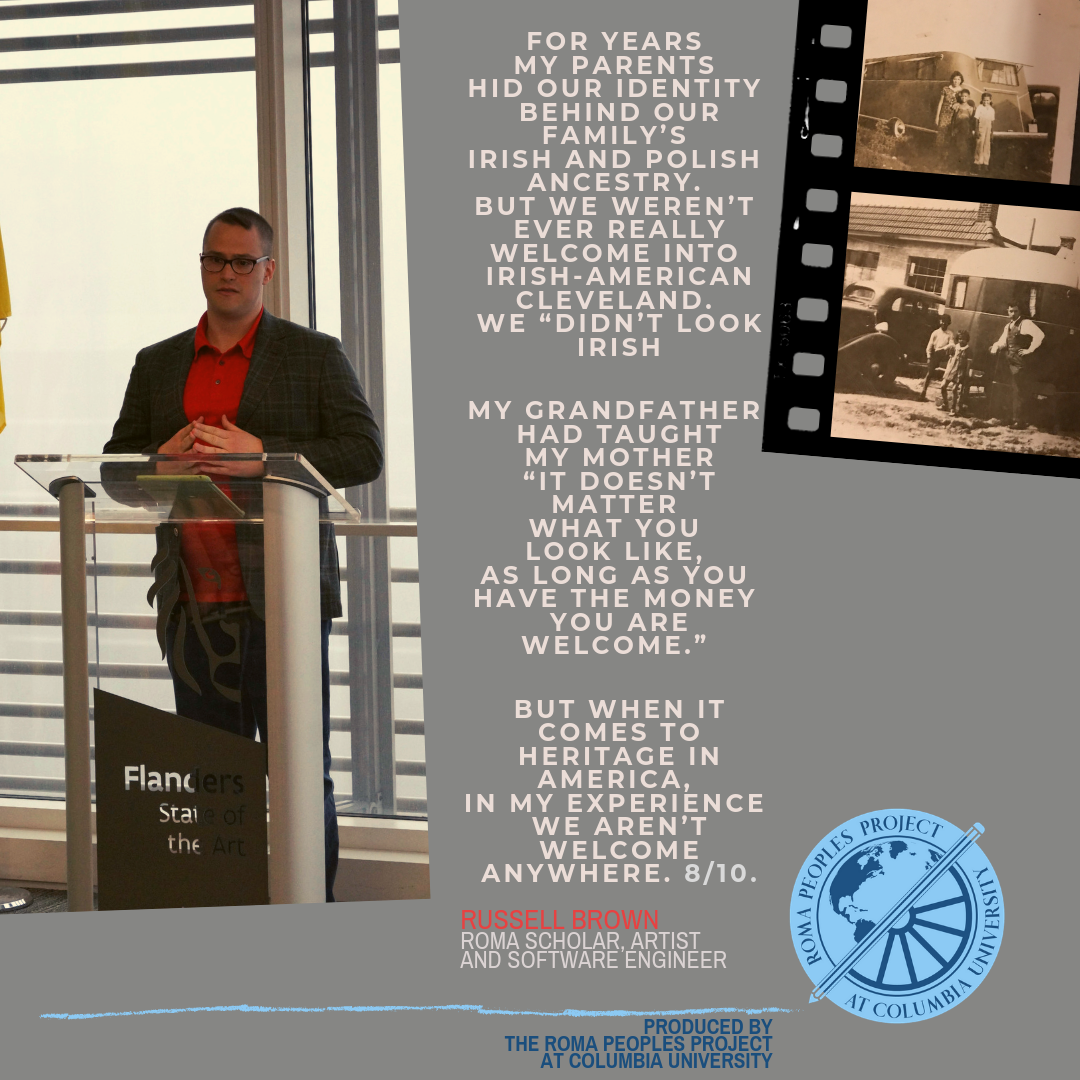 FOR YEARS
MY PARENTS
HID OUR IDENTITY
BEHIND OUR
FAMILY’S
IRISH AND POLISH
ANCESTRY.
BUT WE WEREN’T
EVER REALLY
WELCOME INTO
IRISH-AMERICAN
CLEVELAND.
WE “DIDN’T LOOK
IRISH
MY GRANDFATHER
HAD TAUGHT
MY MOTHER
“IT DOESN’T
MATTER
WHAT YOU
LOOK LIKE,
AS LONG AS YOU
HAVE THE MONEY
YOU ARE
WELCOME.”
BUT WHEN IT
COMES TO
HERITAGE IN
AMERICA,
IN MY EXPERIENCE
WE AREN’T
WELCOME
ANYWHERE. 8/10.
RUSSELL BROWN
ROMA SCHOLAR, ARTIST
AND SOFTWARE ENGINEER
Flanders
State of
the Art
ROMA PEOPLES PROJECT
AT COLUMBIA UNIVERSITY
PRODUCED BY
THE ROMA PEOPLES PROJECT
AT COLUMBIA UNIVERSITY